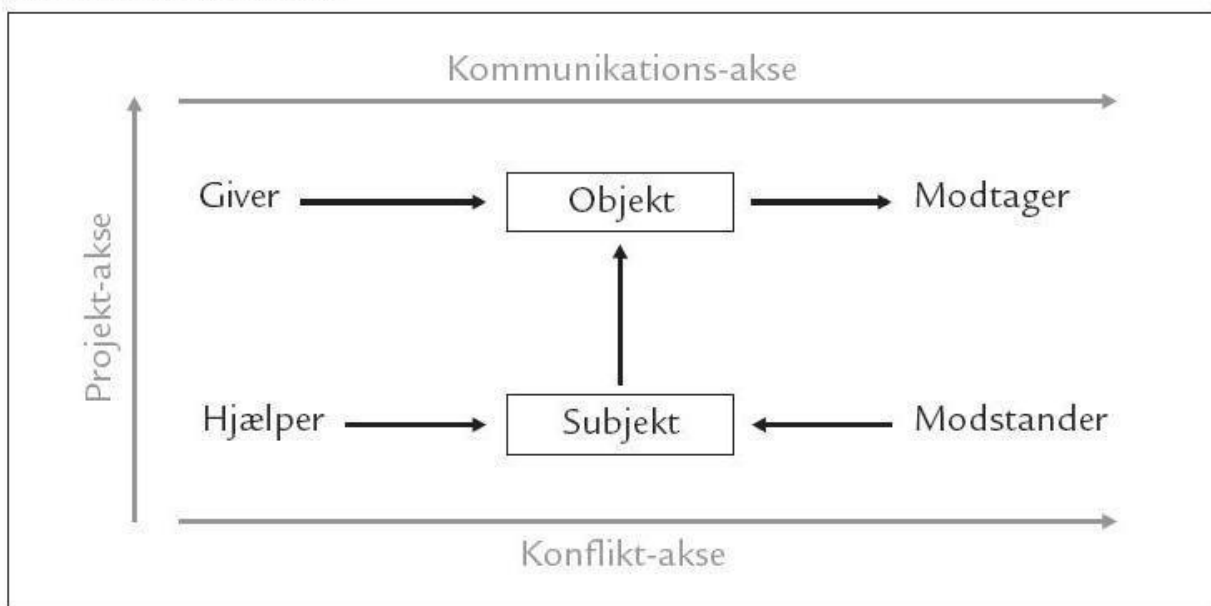 Kommunikations-akse
Projekt-akse
Giver Objekt Modtager
Hjælper Subjekt Modstander
Konflikt-akse